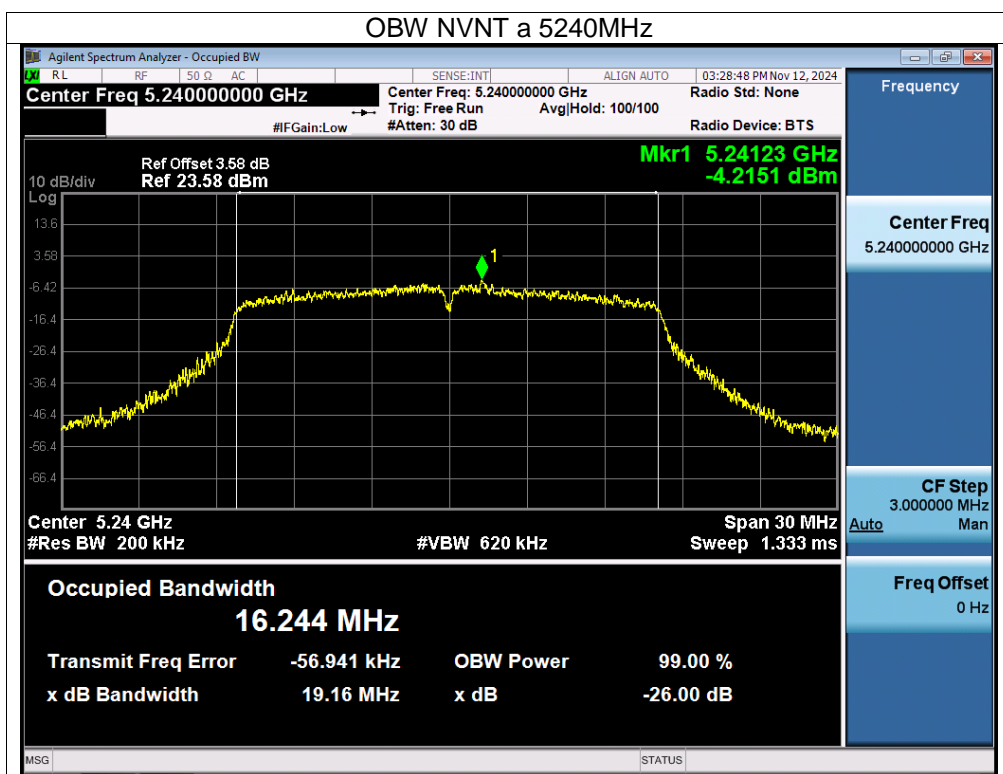 OBW NVNT a 5240MHz
Agilent Spectrum Analyzer - Occupied BW
LXI RL RF 50 Ω AC SENSE:INT ALIGN AUTO 03:28:48 PM Nov 12, 2024
Center Freq 5.240000000 GHz
Center Freq: 5.240000000 GHz Radio Std: None
Trig: Free Run Avg|Hold: 100/100
#IFGain:Low #Atten: 30 dB Radio Device: BTS
Mkr1 5.24123 GHz
-4.2151 dBm
Ref Offset 3.58 dB
10 dB/div Ref 23.58 dBm
Log
13.6
3.58
1
-6.42
-16.4
-26.4
-36.4
-46.4
-56.4
-66.4
Center 5.24 GHz Span 30 MHz
#Res BW 200 kHz #VBW 620 kHz Sweep 1.333 ms
Occupied Bandwidth
16.244 MHz
Transmit Freq Error -56.941 kHz OBW Power 99.00 %
x dB Bandwidth 19.16 MHz x dB -26.00 dB
MSG STATUS
Frequency
Center Freq
5.240000000 GHz
CF Step
3.000000 MHz
Auto Man
Freq Offset
0 Hz